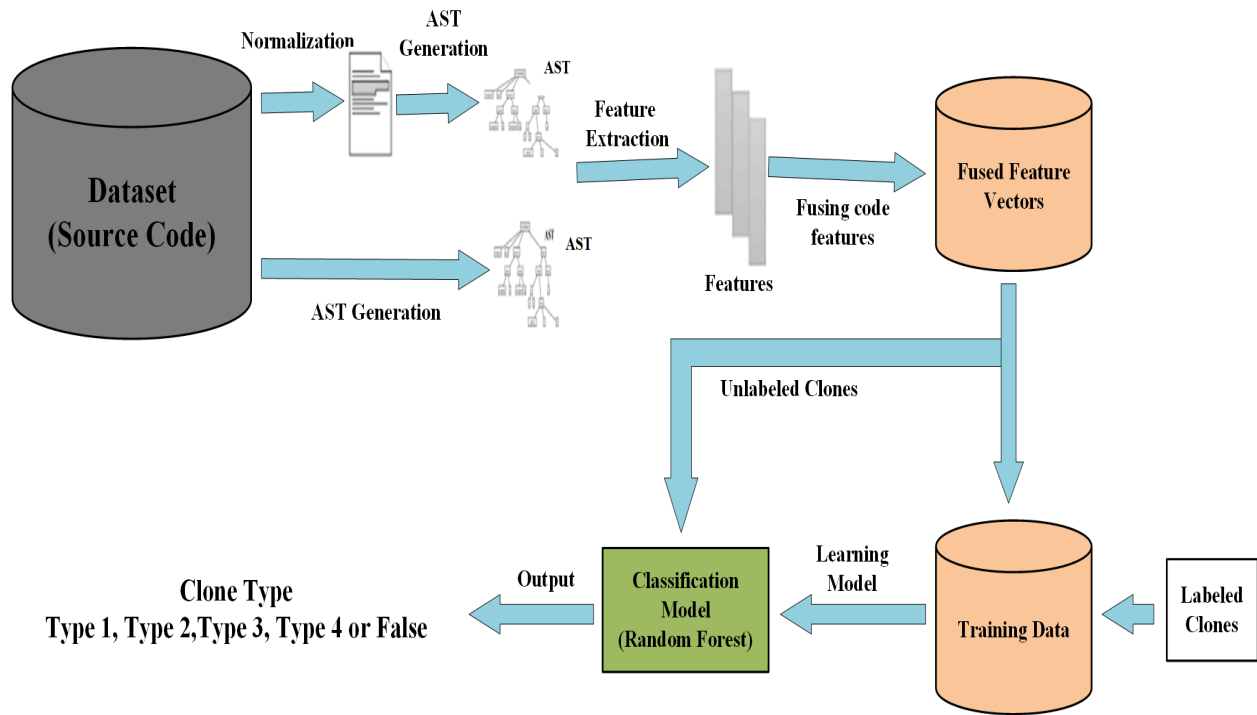 Normalization
AST
Generation
AST
Dataset
(Source Code)
Feature
Extraction
Fusing code
features
Fused Feature
Vectors
AST
AST
AST Generation
Features
Unlabeled Clones
Clone Type
Type 1, Type 2,Type 3, Type 4 or False
Output
Classification
Model
(Random Forest)
Learning
Model
Training Data
Labeled
Clones